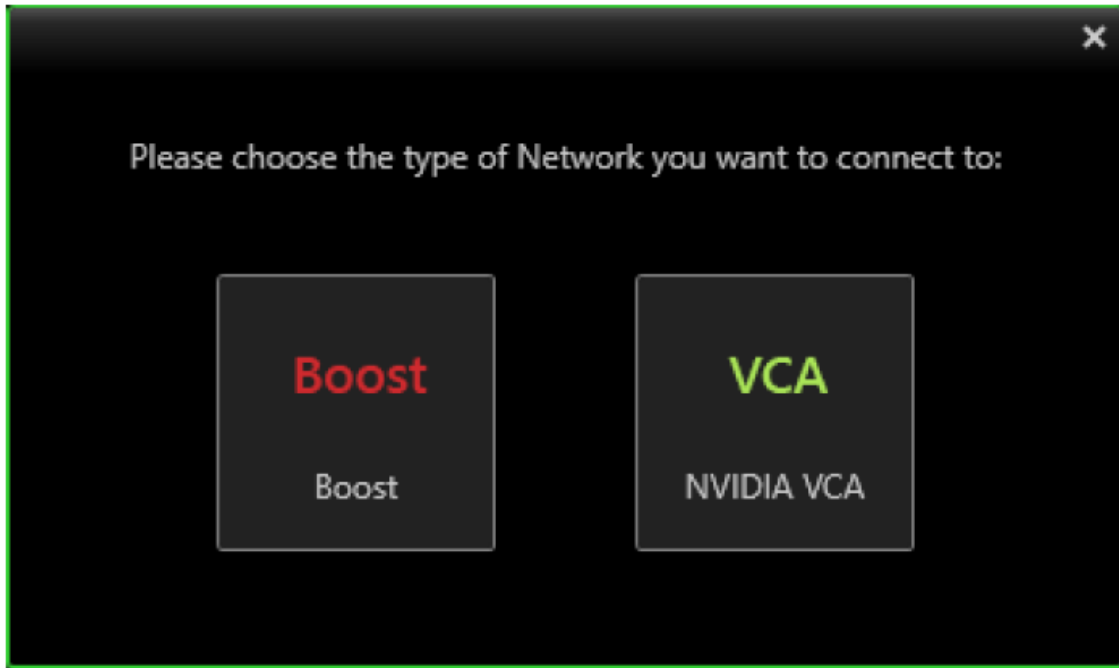 Please choose the type of Network you want to connect to:
Boost
Boost
VCA
NVIDIA VCA